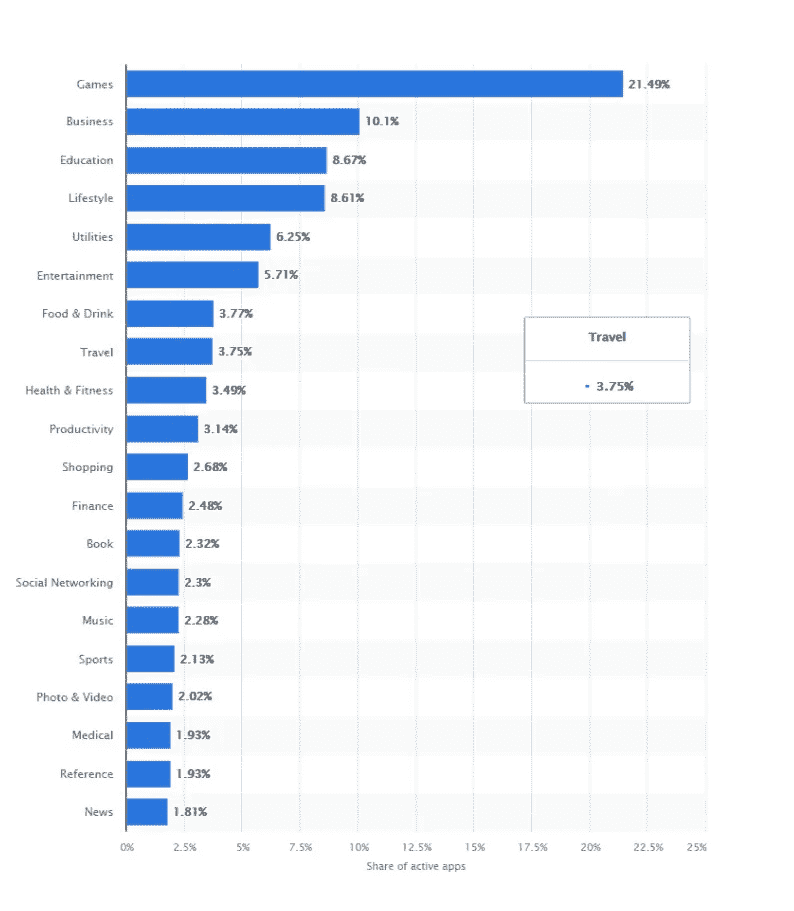 Games 21.49%
Business 10.1%
Education 8.67%
Lifestyle 8.61%
Utilities 6.25%
Entertainment 5.71%
Food & Drink 3.77%
Travel 3.75%
Health & Fitness 3.49%
Productivity 3.14%
Shopping 2.68%
Finance 2.48%
Book 2.32%
Social Networking 2.3%
Music 2.28%
Sports 2.13%
Photo & Video 2.02%
Medical 1.93%
Reference 1.93%
News 1.81%
Travel
3.75%
0% 2.5% 5% 7.5% 10% 12.5% 15% 17.5% 20% 22.5% 25%
Share of active apps